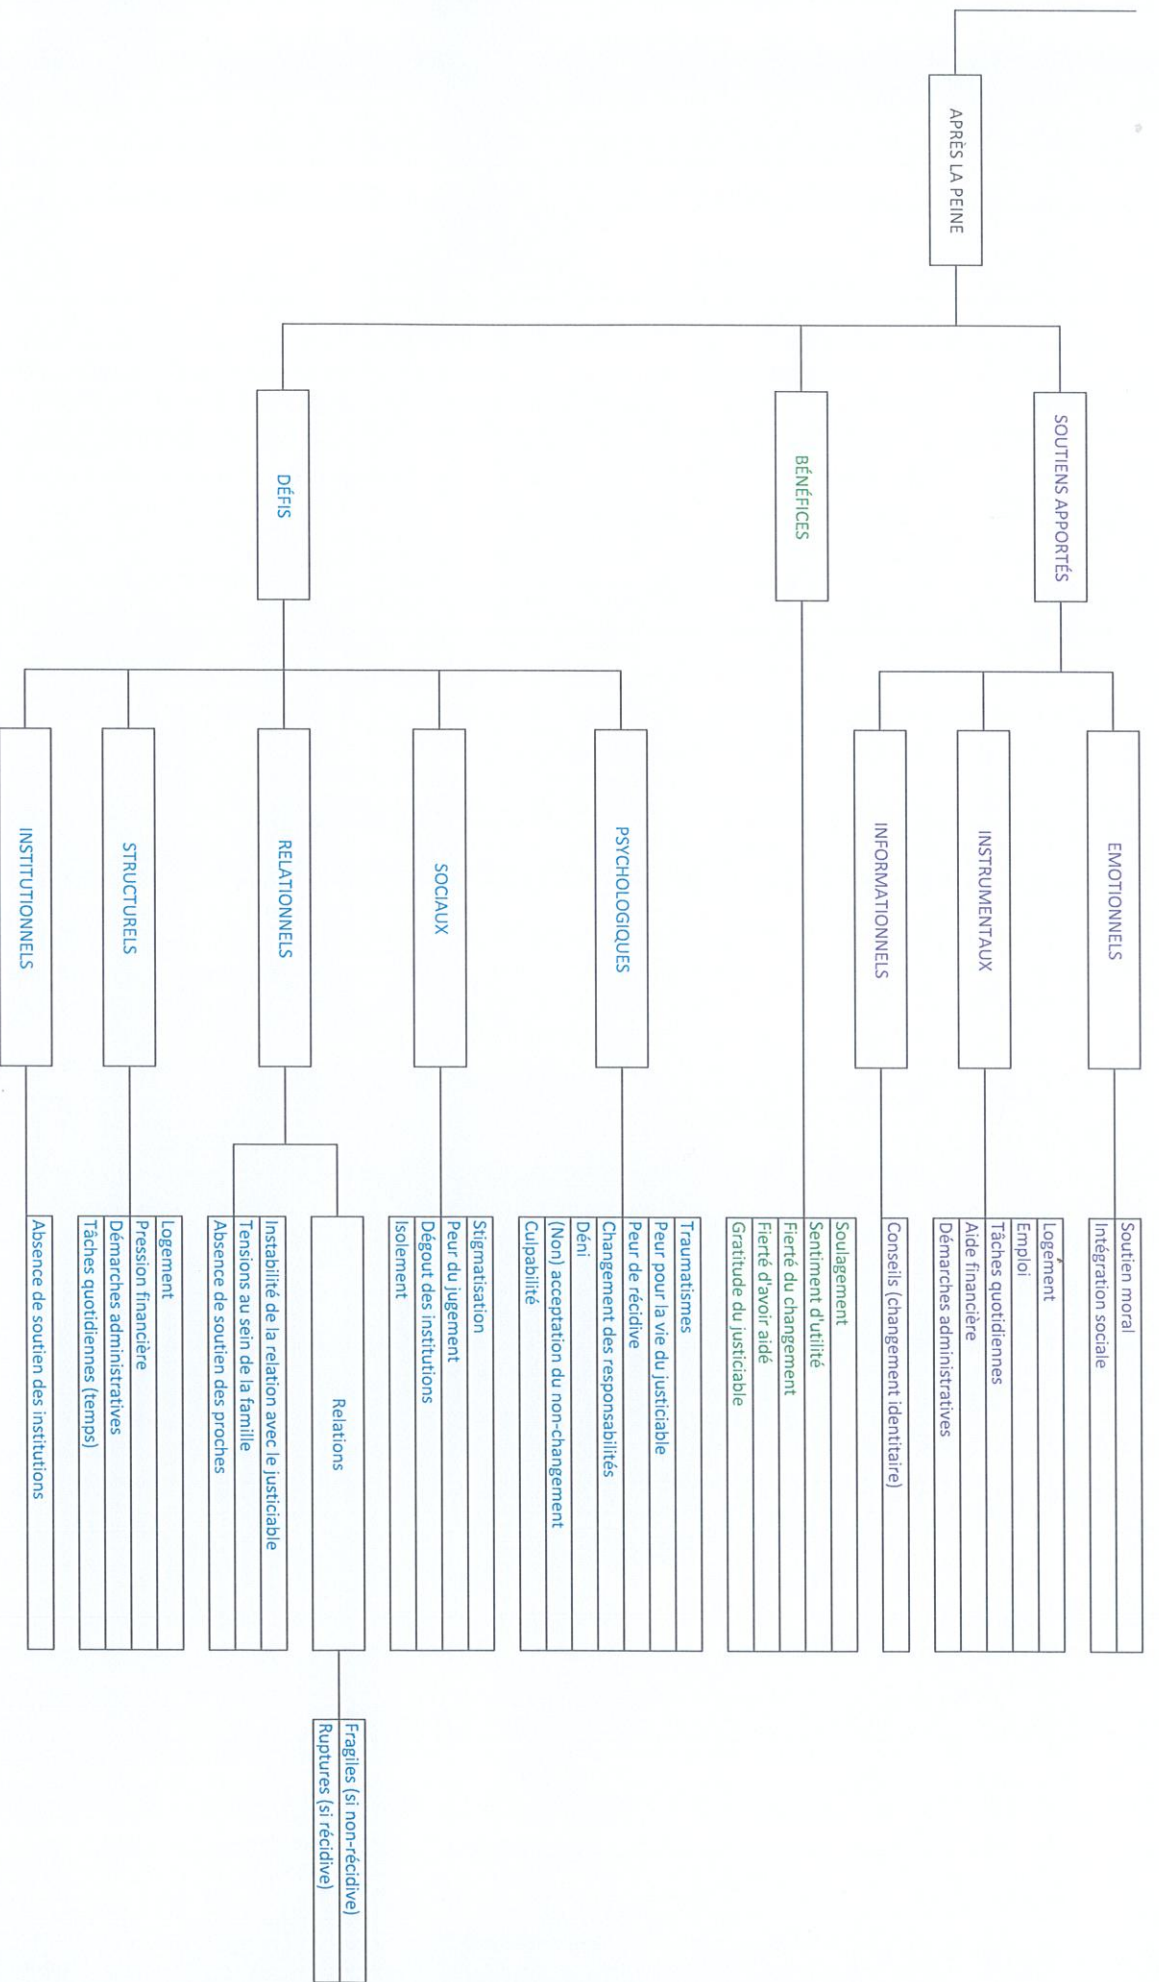 APRÈS LA PEINE
SOUTIENS APPORTÉS
EMOTIONNELS
Soutien moral
Intégration sociale
INSTRUMENTAUX
Logement
Emploi
Tâches quotidiennes
Aide financière
Démarches administratives
INFORMATIONNELS
Conseils (changement identitaire)
BÉNÉFICES
Soulagement
Sentiment d'utilité
Fierté du changement
Fierté d'avoir aidé
Gratitude du justiciable
DÉFIS
PSYCHOLOGIQUES
Traumatismes
Peur pour la vie du justiciable
Peur de récidive
Changement des responsabilités
Déni
(Non) acceptation du non-changement
Culpabilité
SOCIAUX
Stigmatisation
Peur du jugement
Dégout des institutions
Isolement
RELATIONNELS
Relations
Fragiles (si non-récidive)
Ruptures (si récidive)
Instabilité de la relation avec le justiciable
Tensions au sein de la famille
Absence de soutien des proches
STRUCTURELS
Logement
Pression financière
Démarches administratives
Tâches quotidiennes (temps)
INSTITUTIONNELS
Absence de soutien des institutions